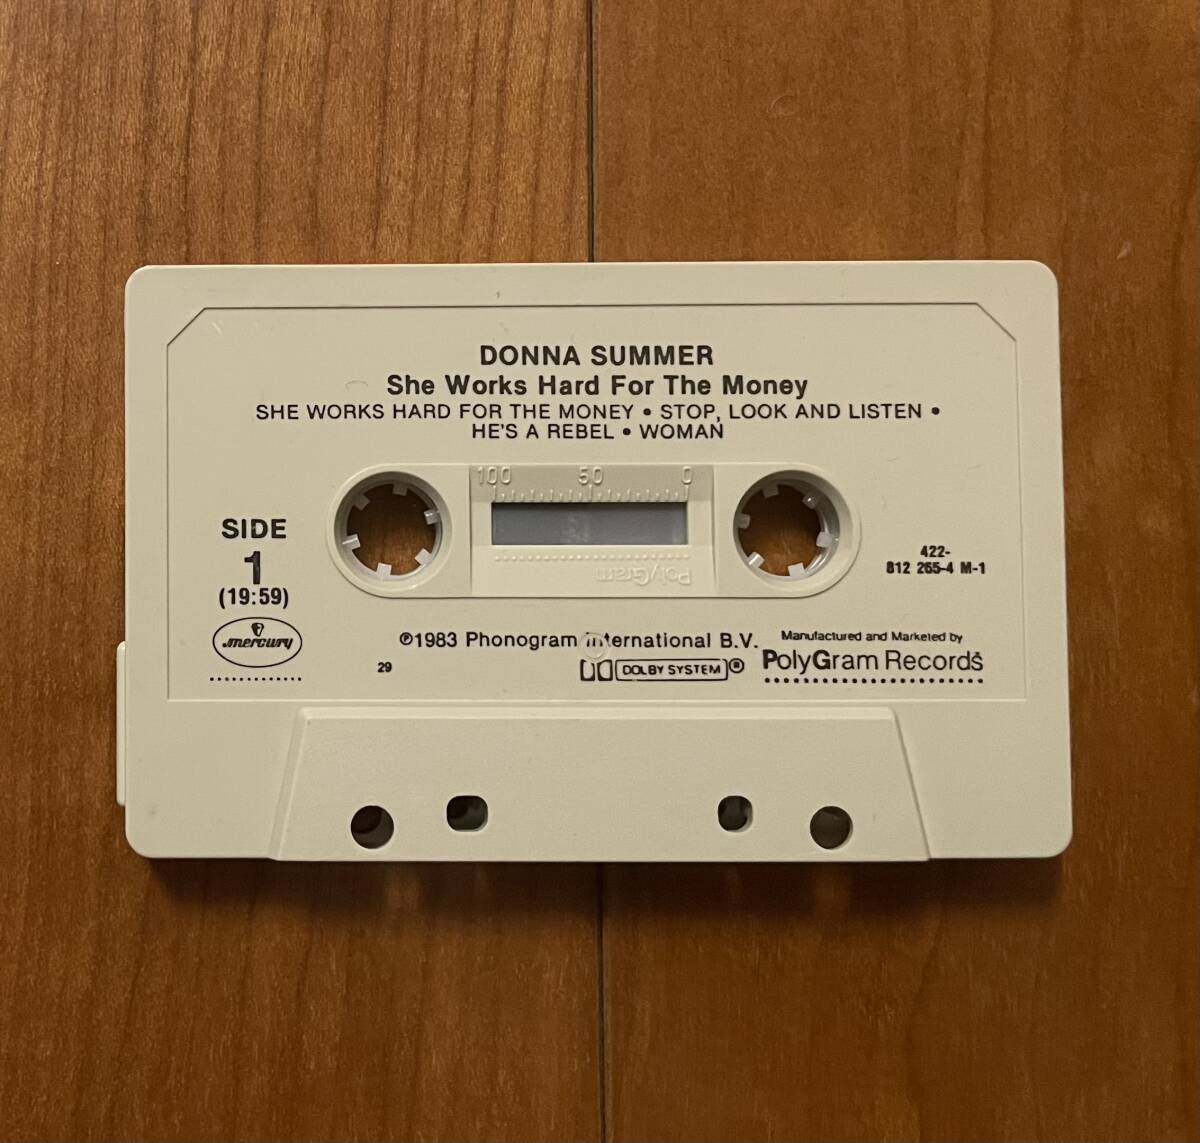 DONNA SUMMER
She Works Hard For The Money
SHE WORKS HARD FOR THE MONEY • STOP, LOOK AND LISTEN •
HE'S A REBEL • WOMAN
100 50 0
PolyGram
SIDE
1
(19:59)
mercury
422-
812 265-4 M-1
℗1983 Phonogram International B.V.
29
DOLBY SYSTEM®
Manufactured and Marketed by
PolyGram Records